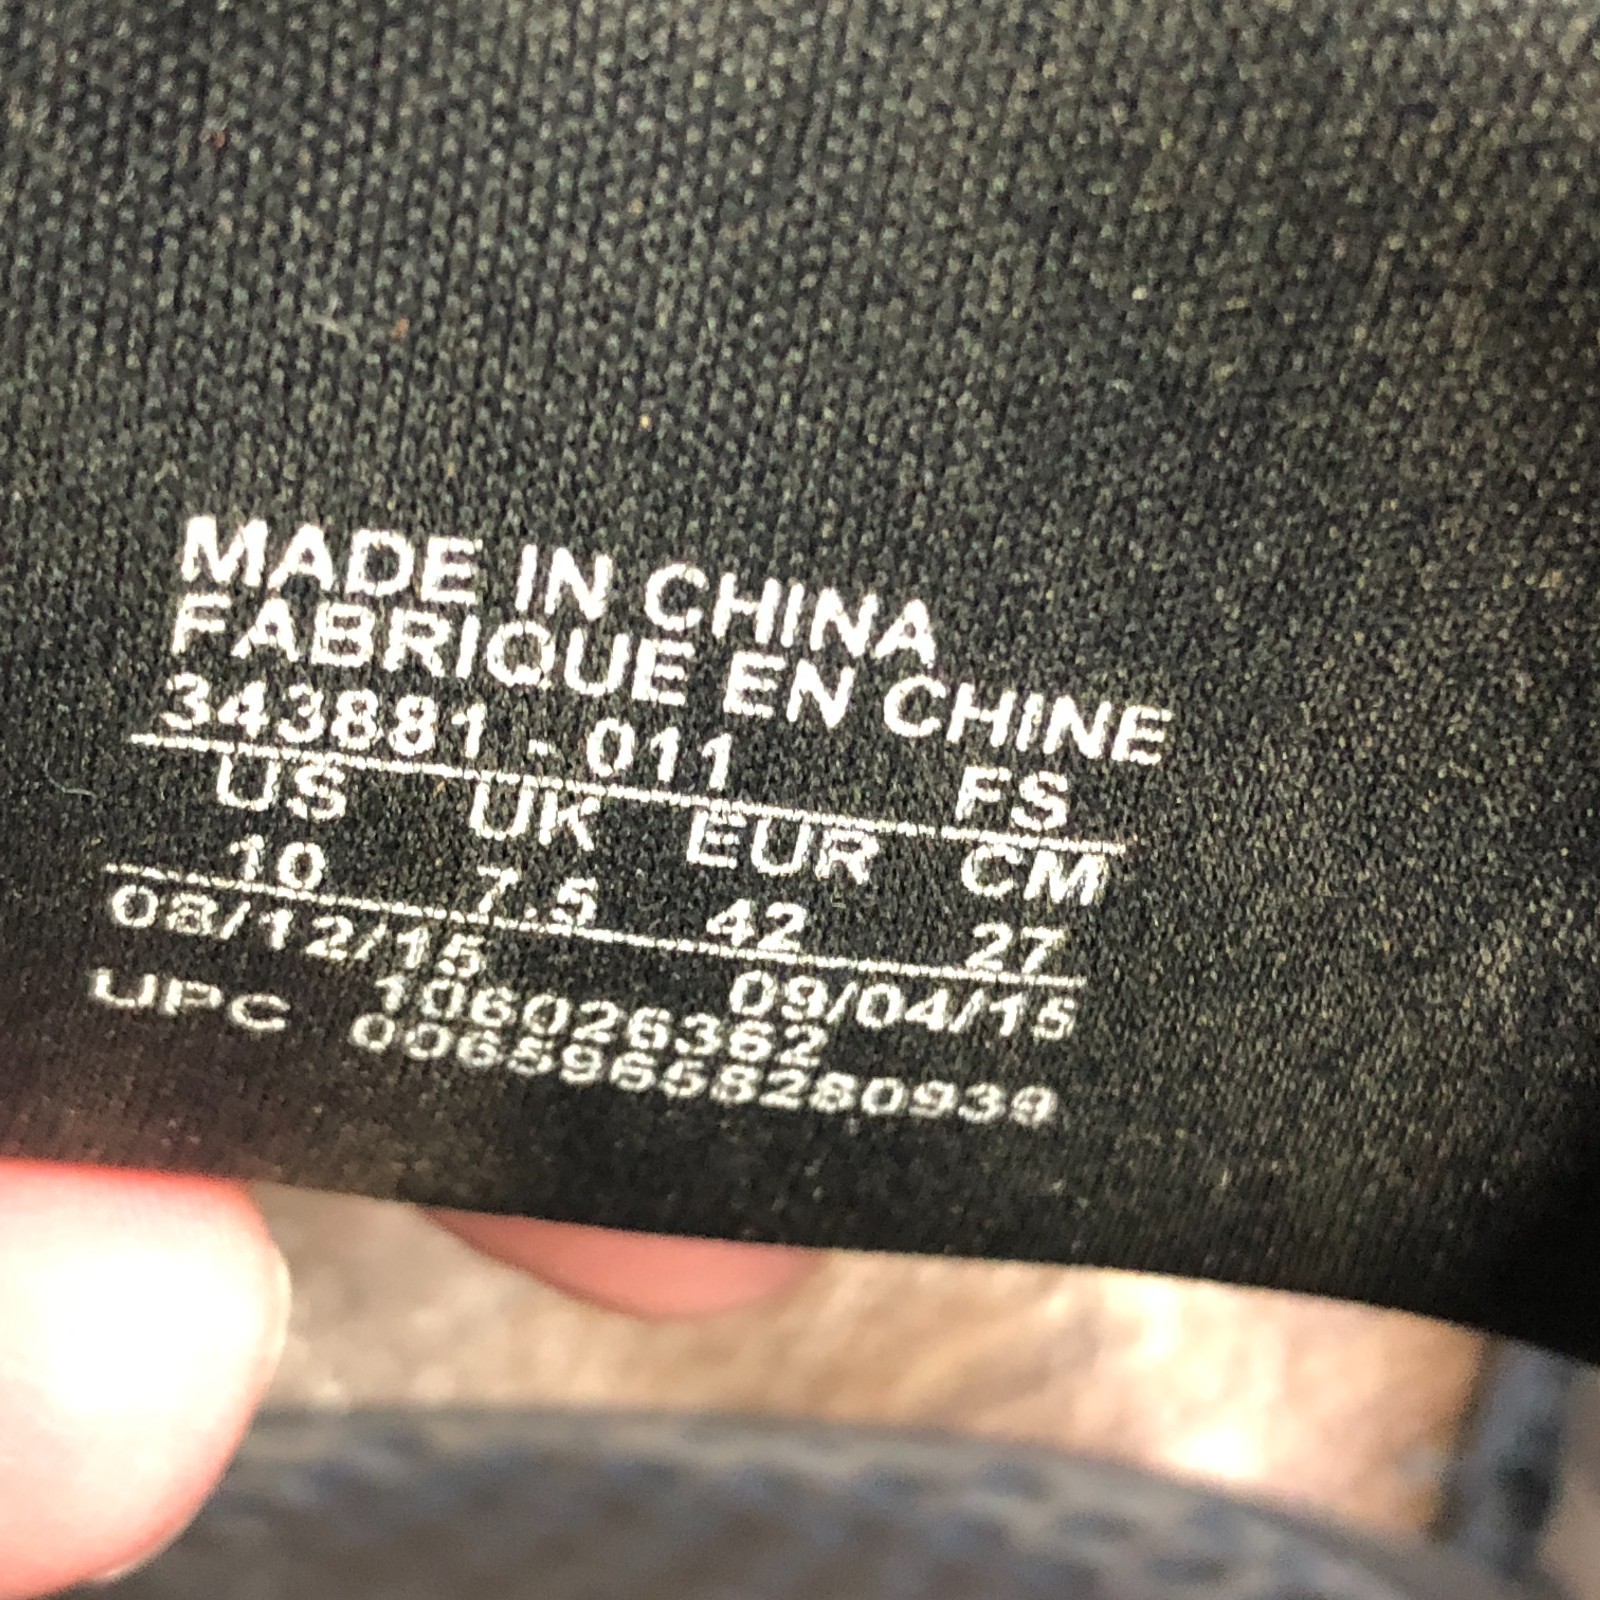 MADE IN CHINA
FABRIQUE EN CHINE
343881 - 011 FS
US UK EUR CM
10 7.5 42 27
08/12/15 09/04/15
106026362
UPC 00659658280939